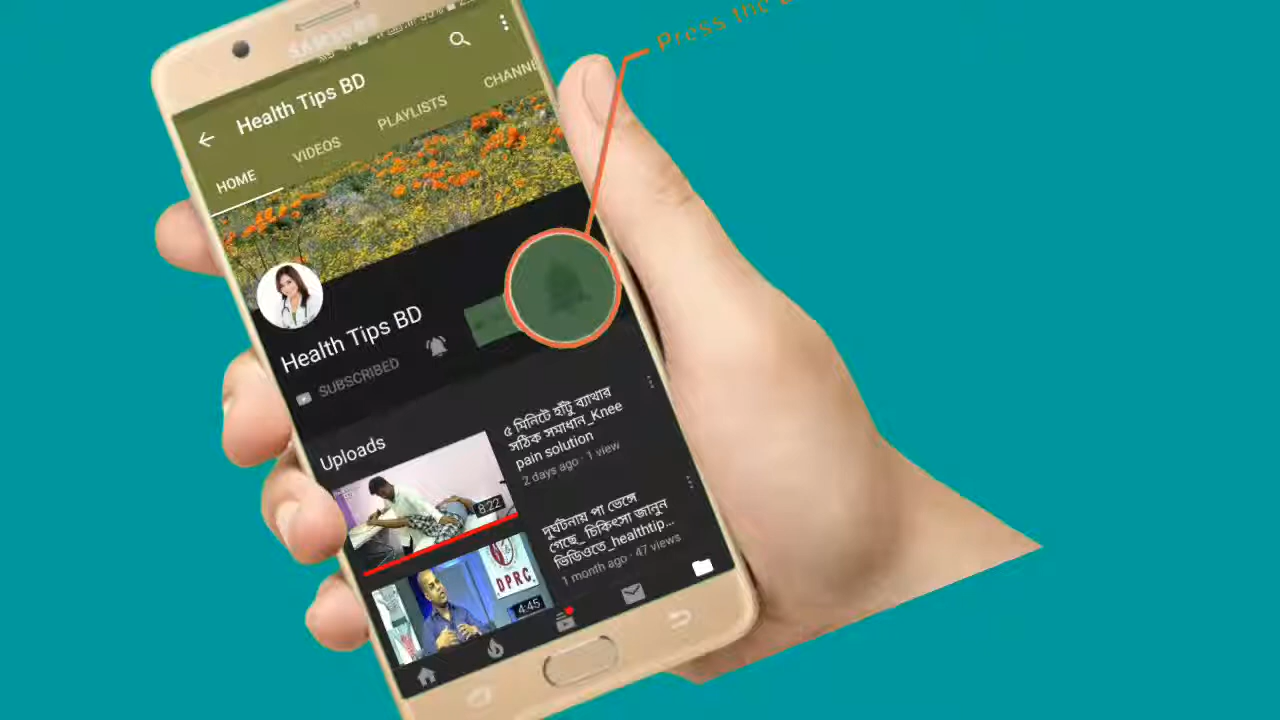 Press the
SAMSUNG
Health Tips BD
HOME VIDEOS PLAYLISTS CHANNE
Health Tips BD
SUBSCRIBED
Uploads
৫ মিনিটে হাঁটু ব্যাথার
সঠিক সমাধান_Knee
pain solution
2 days ago · 1 view
8:22
দুর্ঘটনায় পা ভেঙ্গে
গেছে_ চিকিৎসা জানুন
ভিডিওতে_healthtip...
1 month ago · 47 views
DPRC
4:45